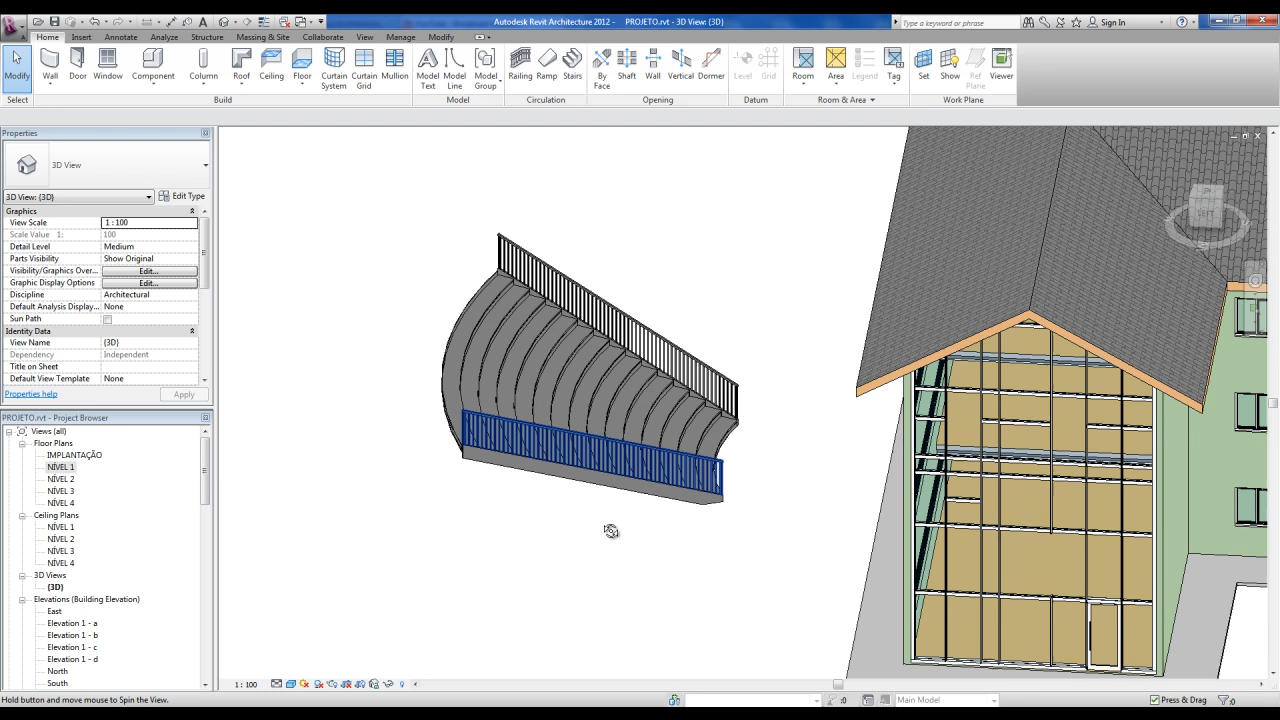 Autodesk Revit Architecture 2012 - PROJETO.rvt - 3D View: {3D}
Type a keyword or phrase
Sign In
Home Insert Annotate Analyze Structure Massing & Site Collaborate View Manage Modify
Modify Wall Door Window Component Column Roof Ceiling Floor Curtain System Curtain Grid Mullion Model Text Model Line Model Group Railing Ramp Stairs By Face Shaft Wall Vertical Dormer Level Grid Room Area Legend Tag Set Show Ref Plane Viewer
Select Build Model Circulation Opening Datum Room & Area Work Plane
Properties
3D View
3D View: {3D} Edit Type
Graphics
View Scale 1 : 100
Scale Value 1: 100
Detail Level Medium
Parts Visibility Show Original
Visibility/Graphics Over... Edit...
Graphic Display Options Edit...
Discipline Architectural
Default Analysis Display... None
Sun Path
Identity Data
View Name {3D}
Dependency Independent
Title on Sheet
Default View Template None
Properties help Apply
PROJETO.rvt - Project Browser
Views (all)
Floor Plans
IMPLANTAÇÃO
NÍVEL 1
NÍVEL 2
NÍVEL 3
NÍVEL 4
Ceiling Plans
NÍVEL 1
NÍVEL 2
NÍVEL 3
NÍVEL 4
3D Views
{3D}
Elevations (Building Elevation)
East
Elevation 1 - a
Elevation 1 - b
Elevation 1 - c
Elevation 1 - d
North
South
1 : 100
Hold button and move mouse to Spin the View.
:0
Main Model
Press & Drag
:0